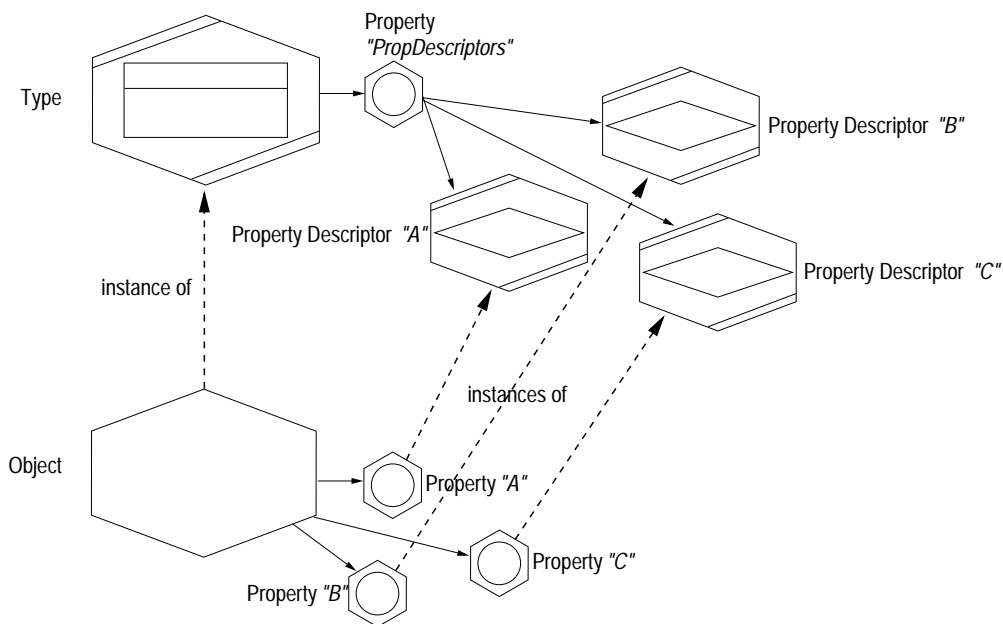 Property
"PropDescriptors"
Type
Property Descriptor "B"
Property Descriptor "A"
Property Descriptor "C"
instance of
instances of
Object
Property "A"
Property "C"
Property "B"